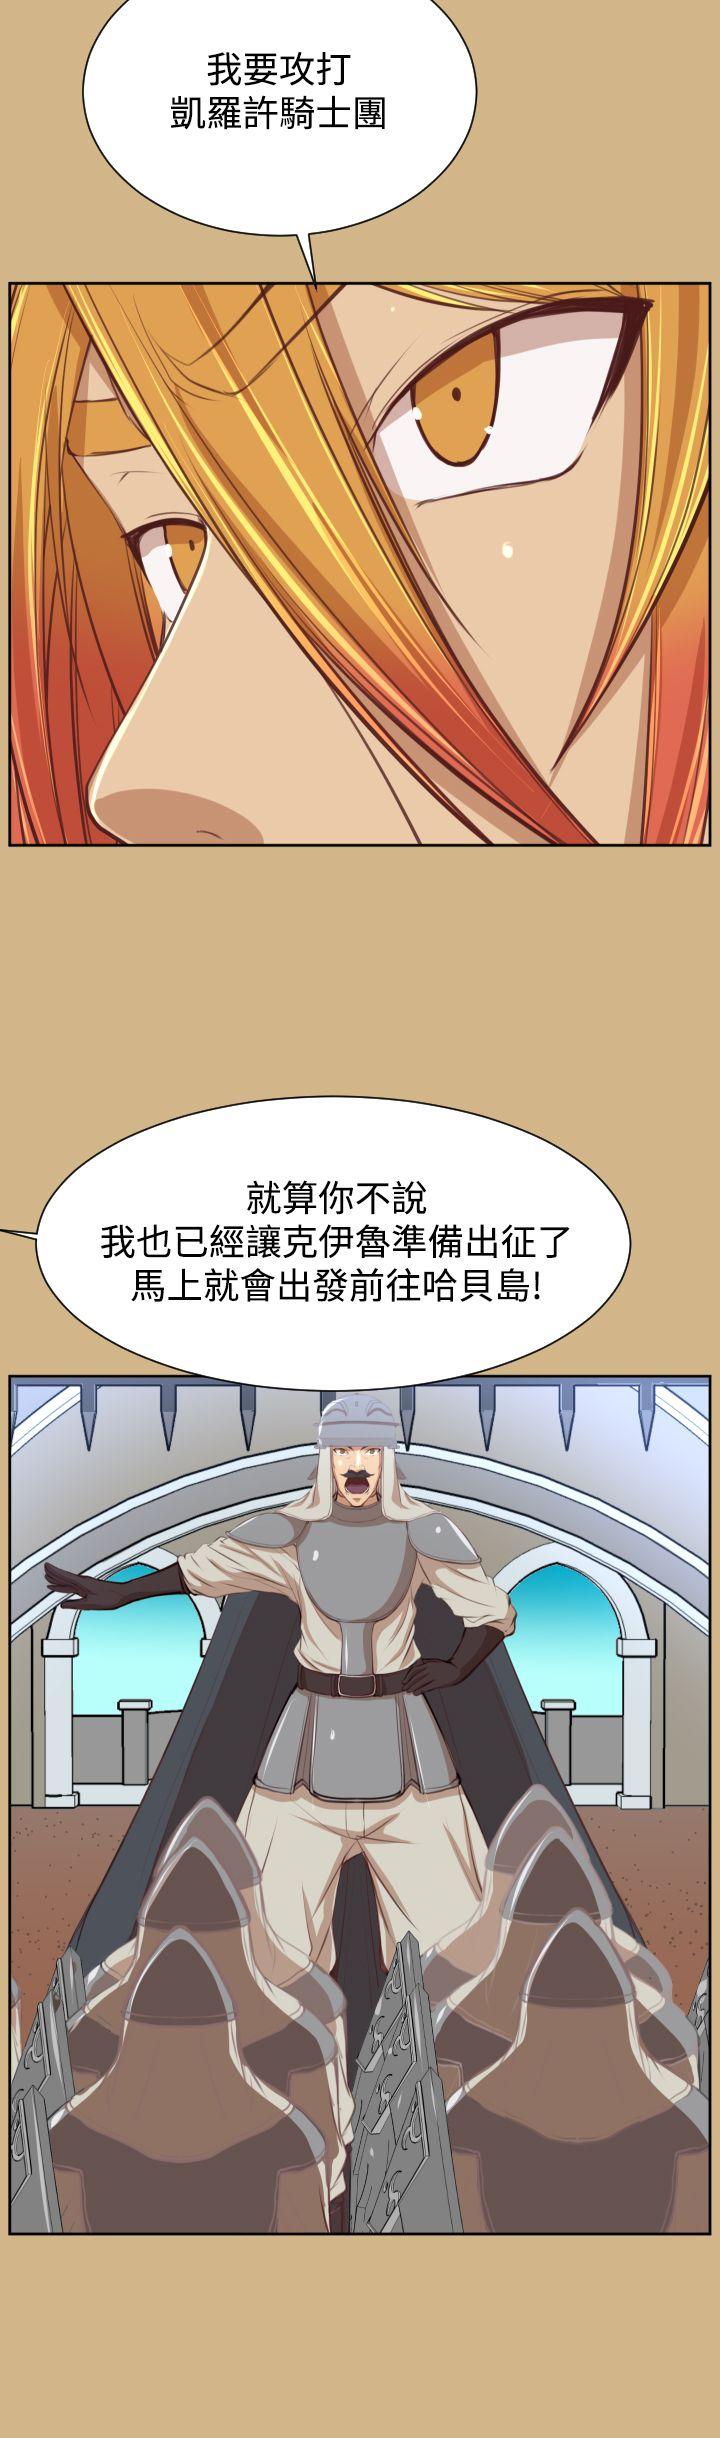 我要攻打
凱羅許騎士團
就算你不說
我也已經讓克伊魯準備出征了
馬上就會出發前往哈貝島!